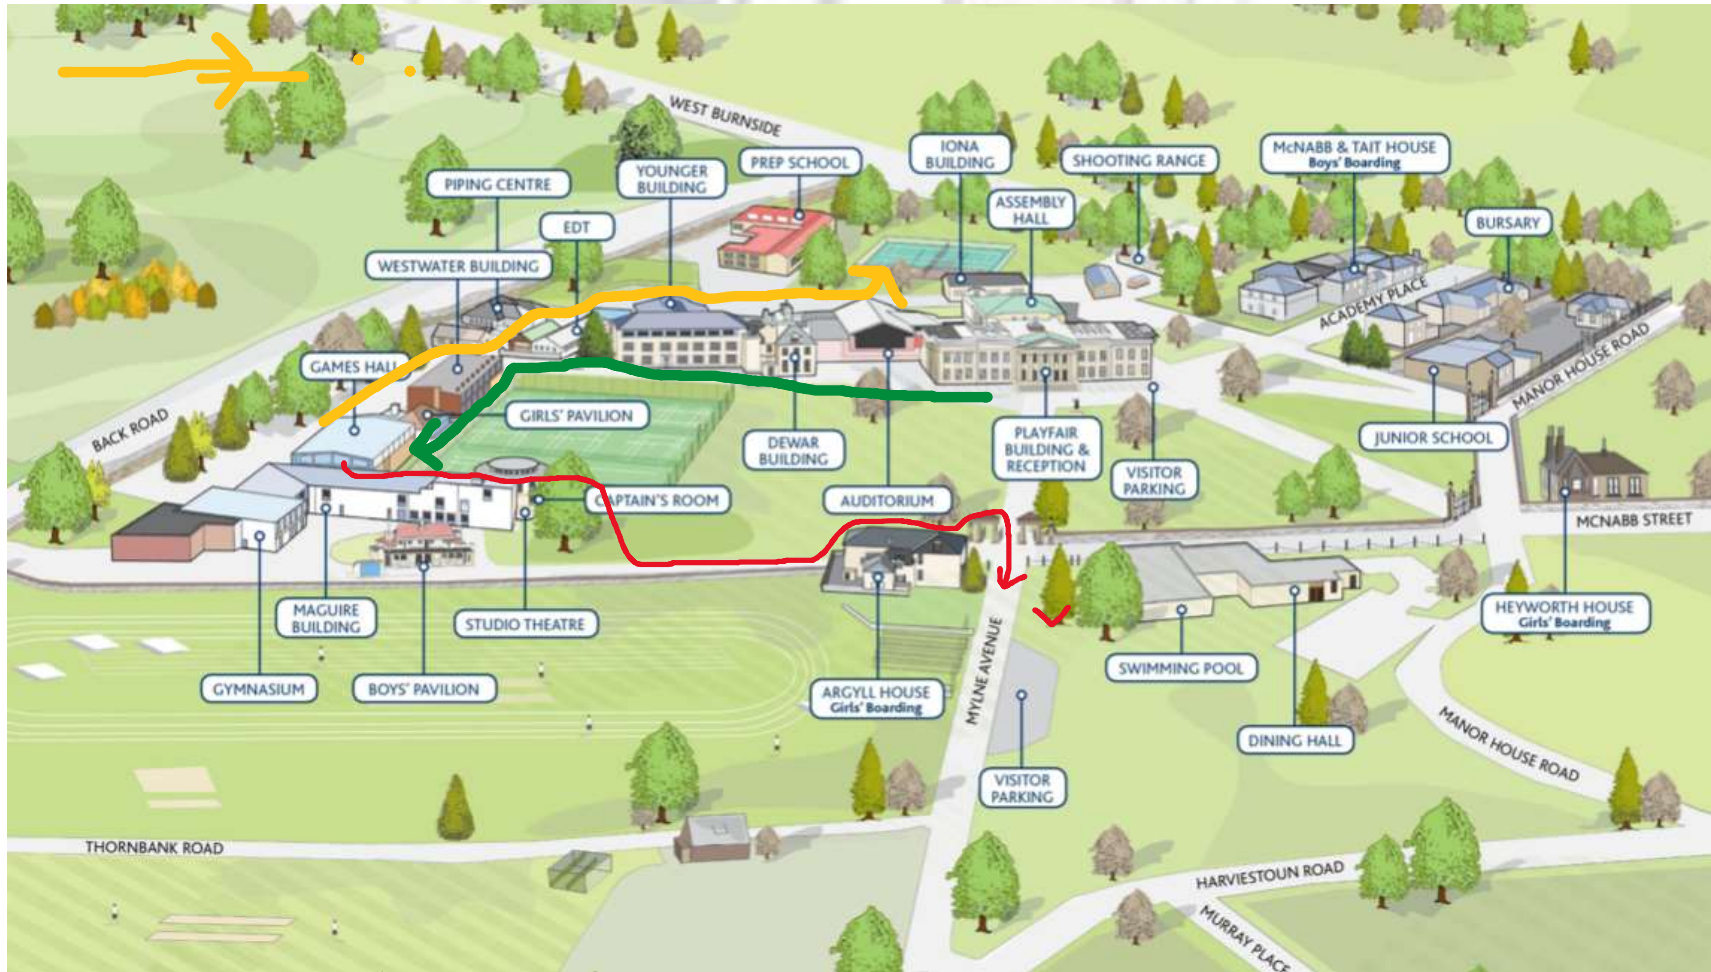 WEST BURNSIDE
IONA
BUILDING
PREP SCHOOL
SHOOTING RANGE
McNABB & TAIT HOUSE
Boys' Boarding
YOUNGER
BUILDING
PIPING CENTRE
ASSEMBLY
HALL
BURSARY
EDT
WESTWATER BUILDING
ACADEMY PLACE
GAMES HALL
MANOR HOUSE ROAD
BACK ROAD
GIRLS' PAVILION
DEWAR
BUILDING
PLAYFAIR
BUILDING &
RECEPTION
JUNIOR SCHOOL
VISITOR
PARKING
CAPTAIN'S ROOM
AUDITORIUM
MCNABB STREET
MAGUIRE
BUILDING
STUDIO THEATRE
HEYWORTH HOUSE
Girls' Boarding
MYLNE AVENUE
SWIMMING POOL
GYMNASIUM
BOYS' PAVILION
ARGYLL HOUSE
Girls' Boarding
DINING HALL
MANOR HOUSE ROAD
VISITOR
PARKING
THORNBANK ROAD
HARVIESTOUN ROAD
MURRAY PLACE